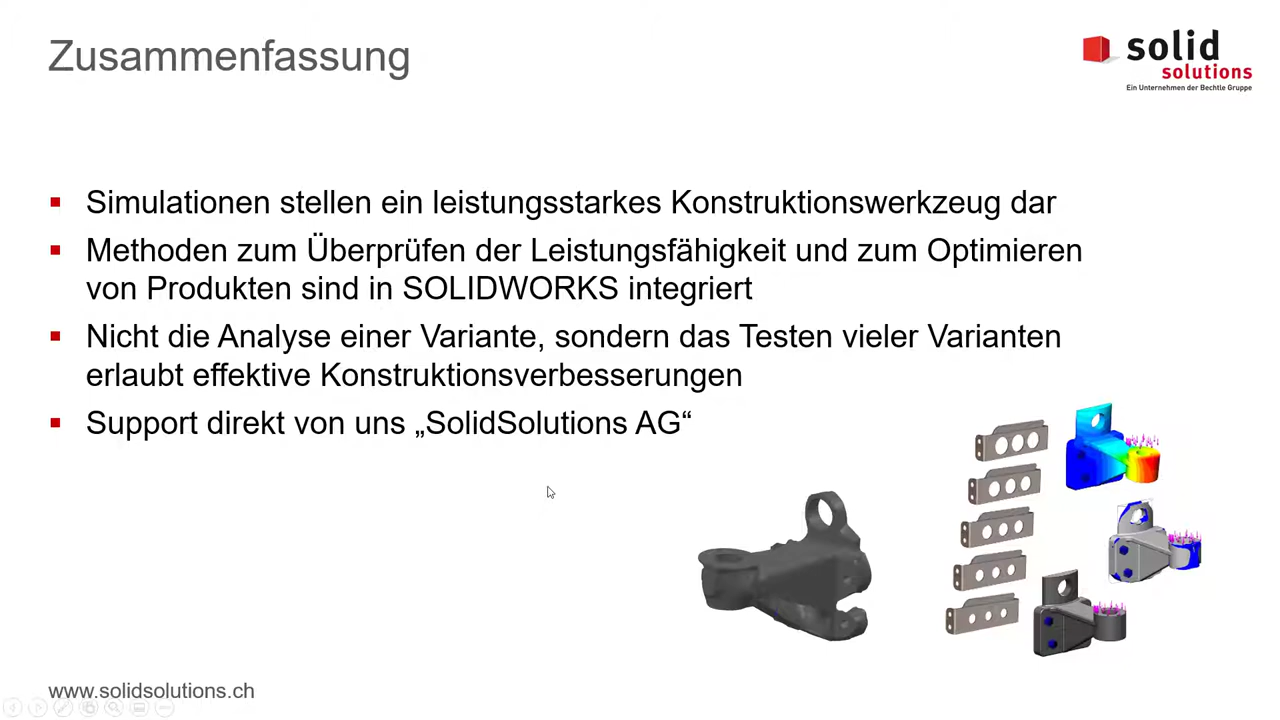 Zusammenfassung
solid
solutions
Ein Unternehmen der Bechtle Gruppe
Simulationen stellen ein leistungsstarkes Konstruktionswerkzeug dar
Methoden zum Überprüfen der Leistungsfähigkeit und zum Optimieren
von Produkten sind in SOLIDWORKS integriert
Nicht die Analyse einer Variante, sondern das Testen vieler Varianten
erlaubt effektive Konstruktionsverbesserungen
Support direkt von uns „SolidSolutions AG“
www.solidsolutions.ch